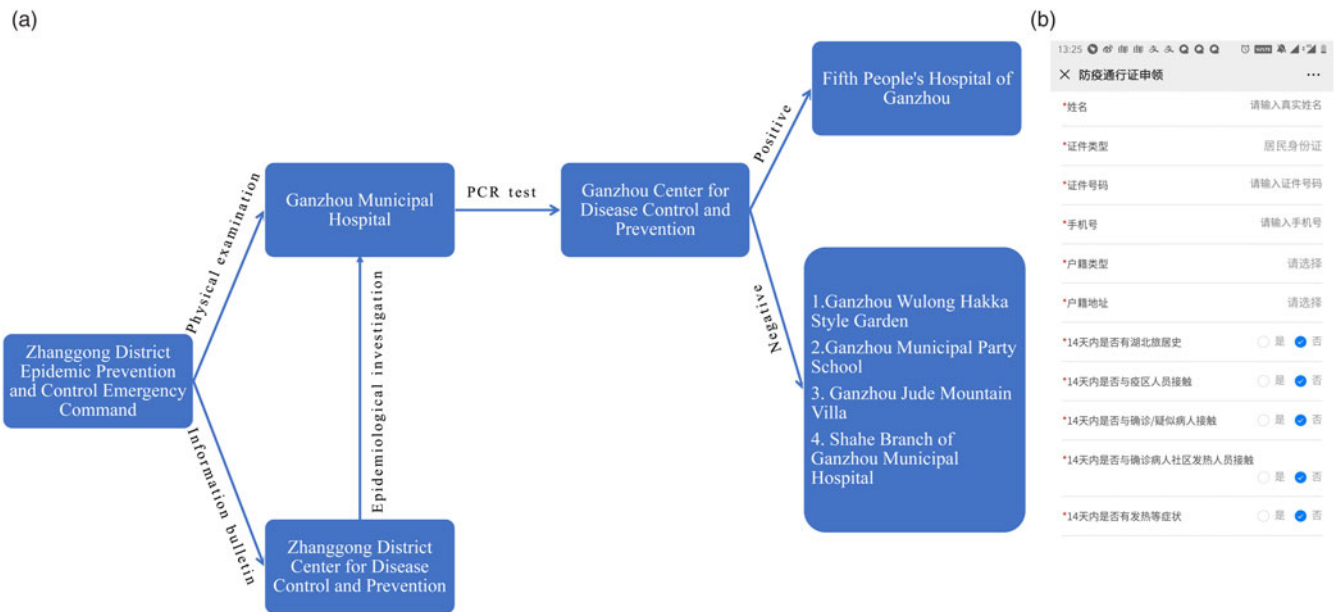 (a)
Zhanggong District
Epidemic Prevention
and Control Emergency
Command
Physical examination
Information bulletin
Ganzhou Municipal
Hospital
Epidemiological investigation
Zhanggong District
Center for Disease
Control and Prevention
PCR test
Ganzhou Center for
Disease Control and
Prevention
Positive
Negative
Fifth People's Hospital of
Ganzhou
1.Ganzhou Wulong Hakka
Style Garden
2.Ganzhou Municipal Party
School
3. Ganzhou Jude Mountain
Villa
4. Shahe Branch of
Ganzhou Municipal
Hospital
(b)
13:25
防疫通行证申领
*姓名 请输入真实姓名
*证件类型 居民身份证
*证件号码 请输入证件号码
*手机号 请输入手机号
*户籍类型 请选择
*户籍地址 请选择
*14天内是否有湖北旅居史 是 否
*14天内是否与疫区人员接触 是 否
*14天内是否与确诊/疑似病人接触 是 否
*14天内是否与确诊病人社区发热人员接触
是 否
*14天内是否有发热等症状 是 否